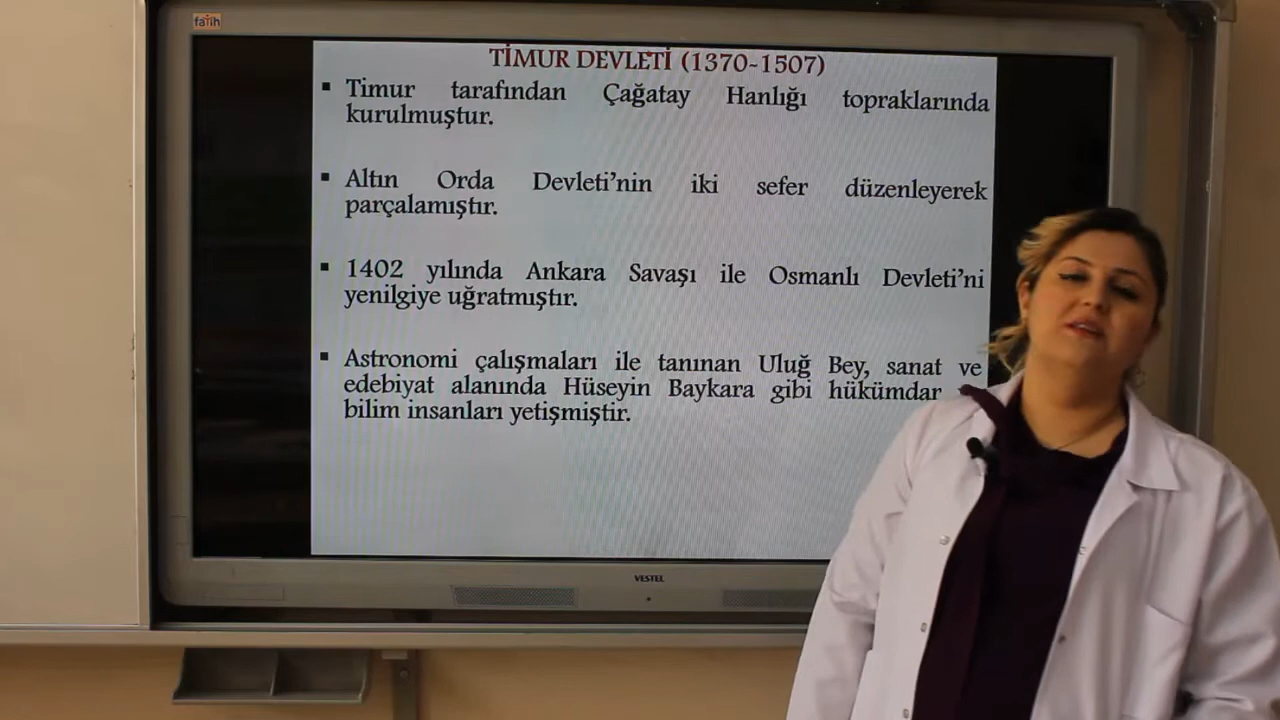 fatih
TİMUR DEVLETİ (1370-1507)
▪ Timur tarafından Çağatay Hanlığı topraklarında
kurulmuştur.
▪ Altın Orda Devleti’nin iki sefer düzenleyerek
parçalamıştır.
▪ 1402 yılında Ankara Savaşı ile Osmanlı Devleti’ni
yenilgiye uğratmıştır.
▪ Astronomi çalışmaları ile tanınan Uluğ Bey, sanat ve
edebiyat alanında Hüseyin Baykara gibi hükümdar
bilim insanları yetişmiştir.
VESTEL